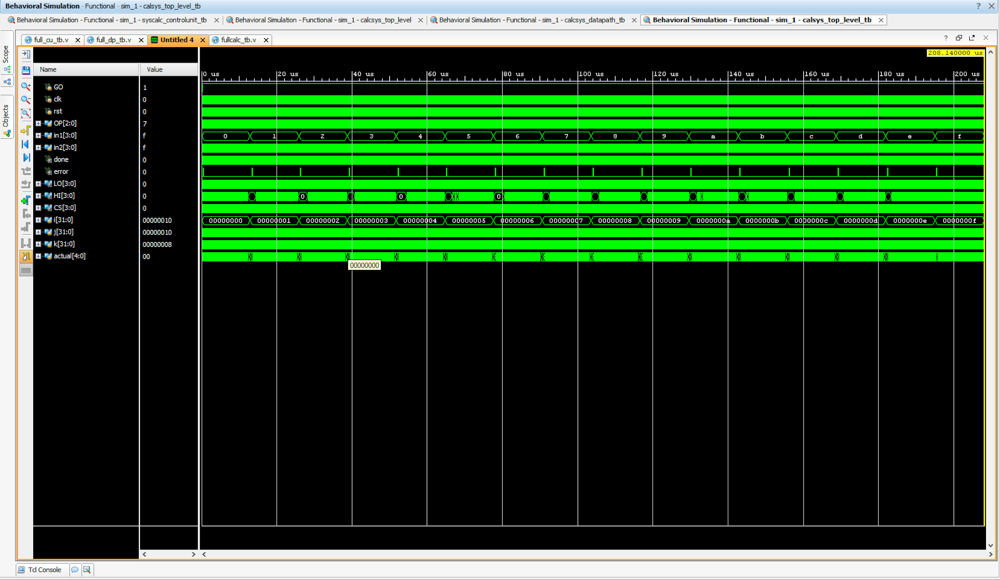 Behavioral Simulation - Functional - sim_1 - calsys_top_level_tb
Behavioral Simulation - Functional - sim_1 - syscalc_controlunit_tb
Behavioral Simulation - Functional - sim_1 - calcsys_top_level
Behavioral Simulation - Functional - sim_1 - calcsys_datapath_tb
Behavioral Simulation - Functional - sim_1 - calsys_top_level_tb
Scope
Objects
full_cu_tb.v
full_dp_tb.v
Untitled 4
fullcalc_tb.v
208.140000 us
Name Value
0 us 20 us 40 us 60 us 80 us 100 us 120 us 140 us 160 us 180 us 200 us
GO 1
clk 0
rst 0
OP[2:0] 7
in1[3:0] f 0 1 2 3 4 5 6 7 8 9 a b c d e f
in2[3:0] f
done 0
error 0
LO[3:0] 0
HI[3:0] 0 0 0 0
CS[3:0] 0
i[31:0] 00000010 00000000 00000001 00000002 00000003 00000004 00000005 00000006 00000007 00000008 00000009 0000000a 0000000b 0000000c 0000000d 0000000e 0000000f
j[31:0] 00000010
k[31:0] 00000008
actual[4:0] 00
00000000
Tcl Console